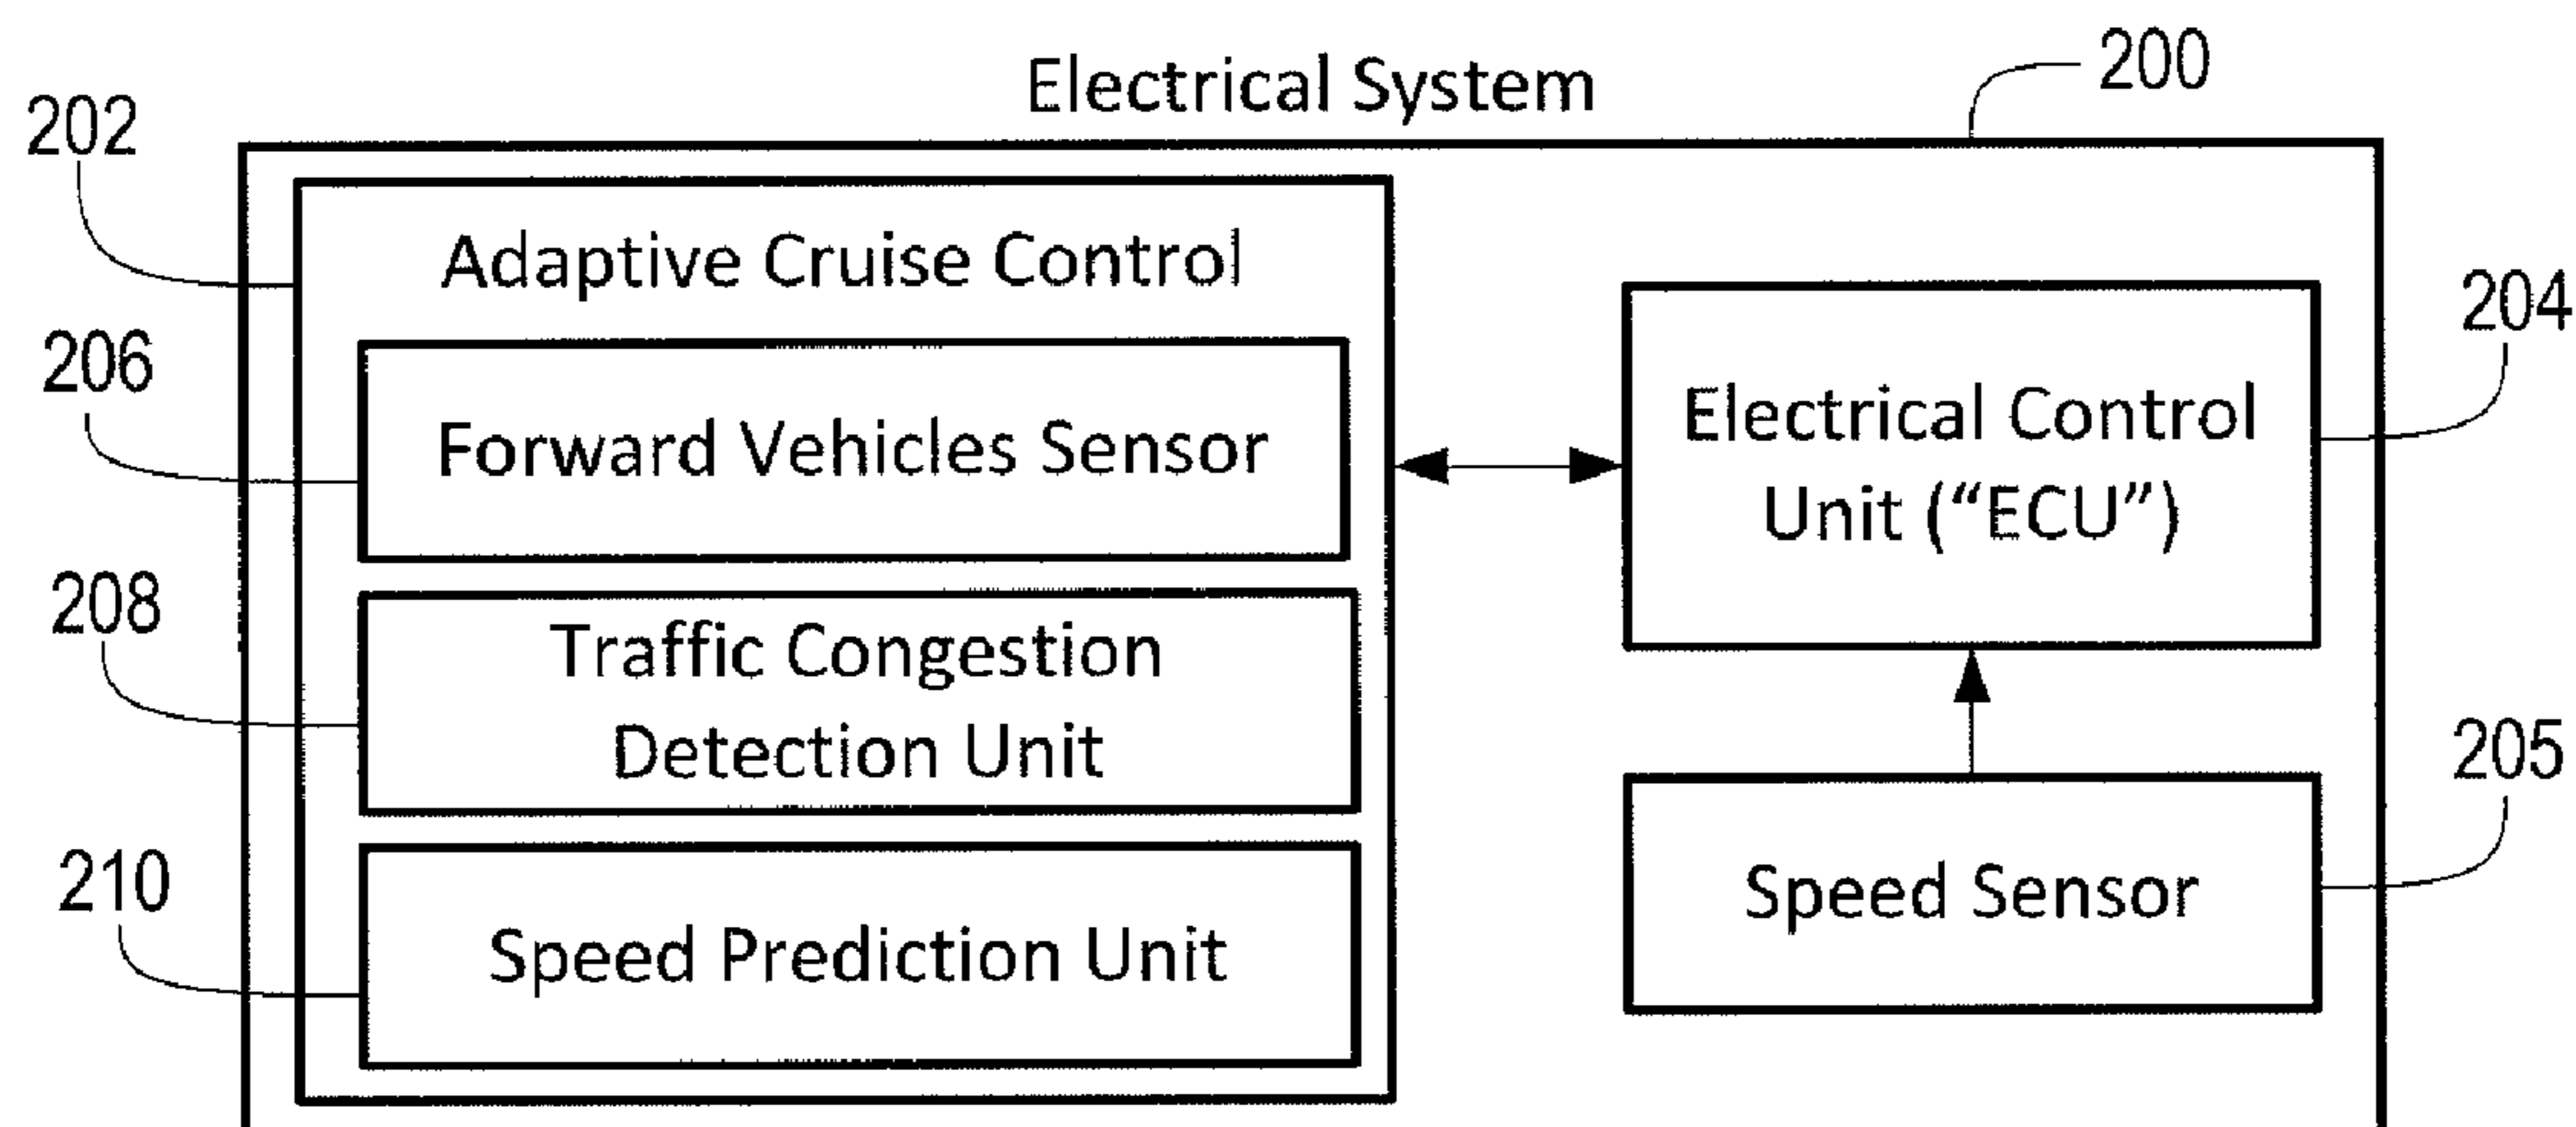 Electrical System
200
202
Adaptive Cruise Control
206
Forward Vehicles Sensor
208
Traffic Congestion
Detection Unit
210
Speed Prediction Unit
204
Electrical Control
Unit (“ECU”)
205
Speed Sensor